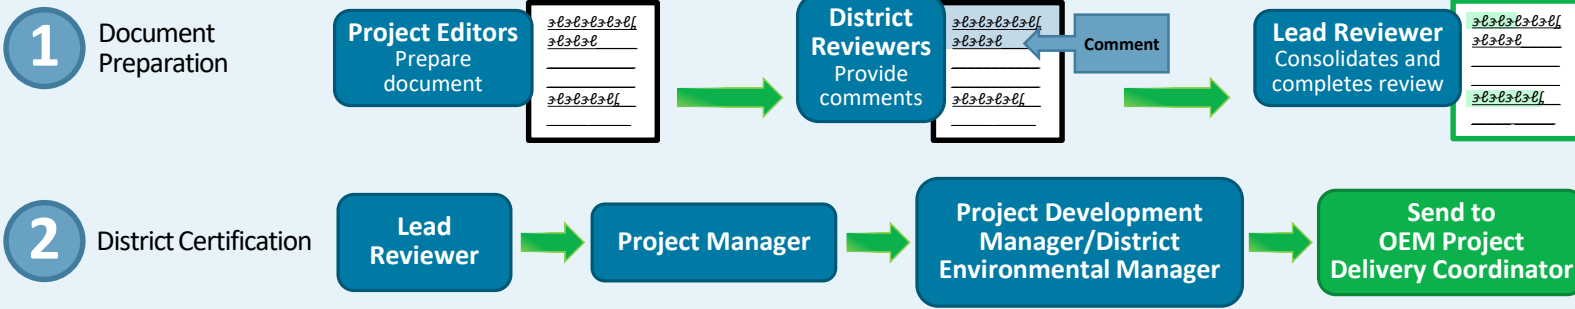 1
Document
Preparation
Project Editors
Prepare
document
District
Reviewers
Provide
comments
Comment
Lead Reviewer
Consolidates and
completes review
2
District Certification
Lead
Reviewer
Project Manager
Project Development
Manager/District
Environmental Manager
Send to
OEM Project
Delivery Coordinator